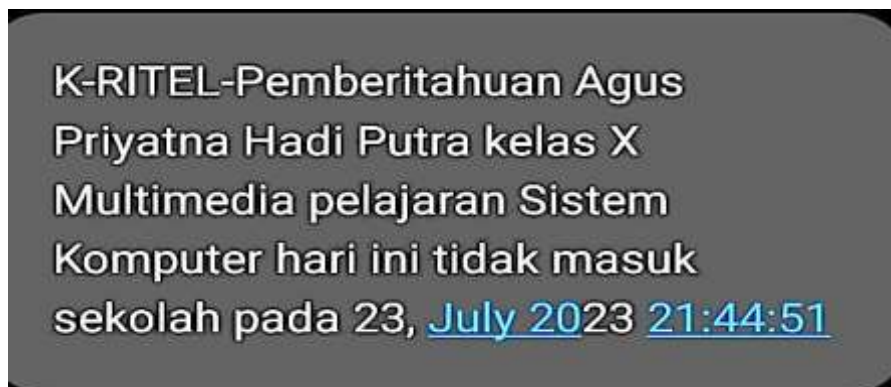 K-RITEL-Pemberitahuan Agus
Priyatna Hadi Putra kelas X
Multimedia pelajaran Sistem
Komputer hari ini tidak masuk
sekolah pada 23, July 2023 21:44:51